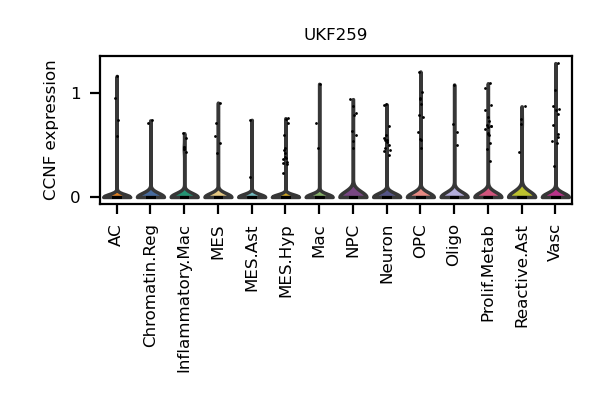 UKF259
CCNF expression
1
0
AC
Chromatin.Reg
Inflammatory.Mac
MES
MES.Ast
MES.Hyp
Mac
NPC
Neuron
OPC
Oligo
Prolif.Metab
Reactive.Ast
Vasc